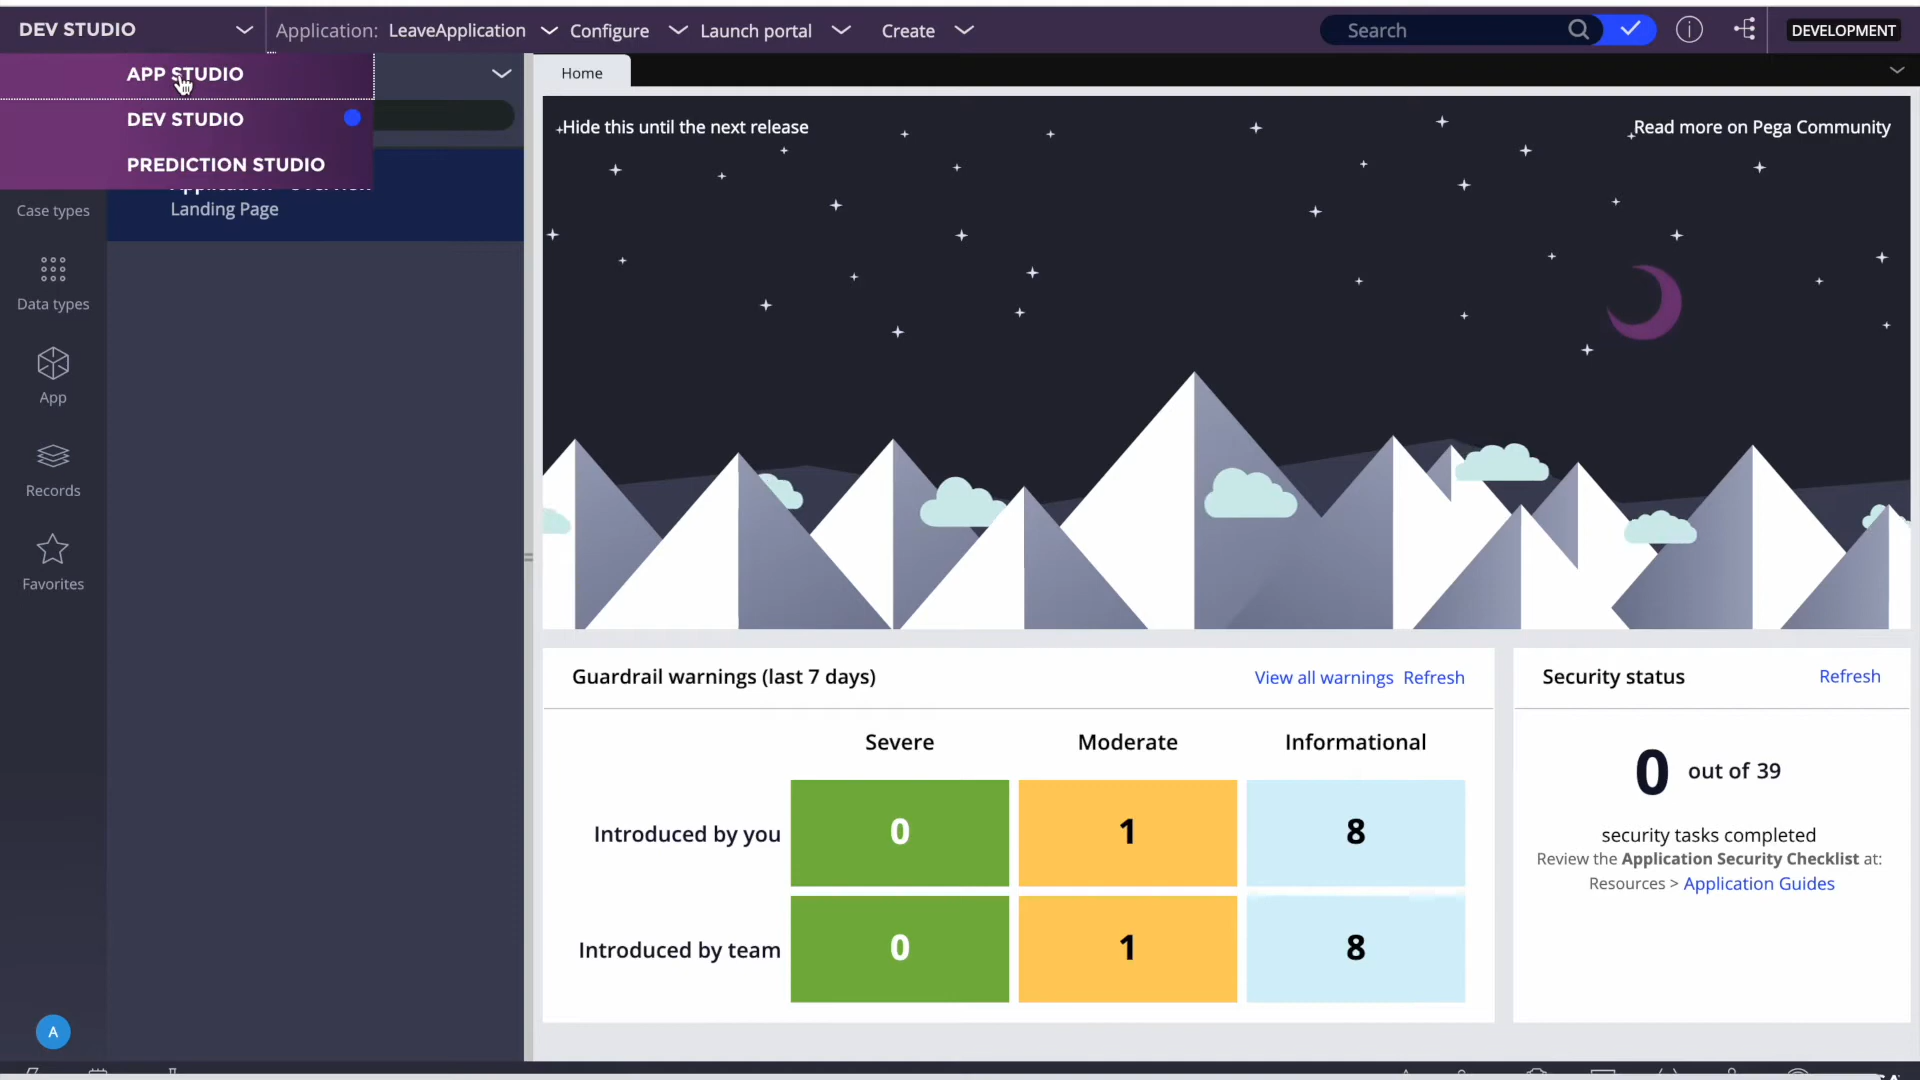 DEV STUDIO
Application: LeaveApplication
Configure
Launch portal
Create
Search
DEVELOPMENT
APP STUDIO
DEV STUDIO
PREDICTION STUDIO
Landing Page
Case types
Data types
App
Records
Favorites
A
Home
Hide this until the next release
Read more on Pega Community
Guardrail warnings (last 7 days)
View all warnings Refresh
Severe Moderate Informational
Introduced by you 0 1 8
Introduced by team 0 1 8
Security status
Refresh
0 out of 39
security tasks completed
Review the Application Security Checklist at:
Resources > Application Guides